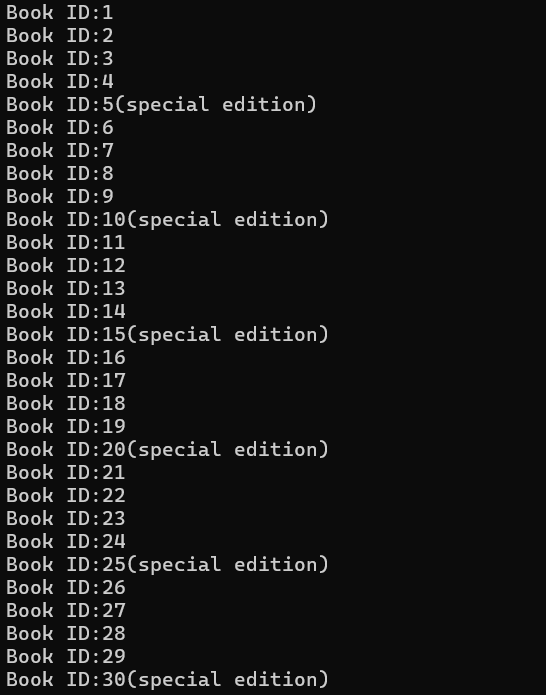 Book ID:1
Book ID:2
Book ID:3
Book ID:4
Book ID:5(special edition)
Book ID:6
Book ID:7
Book ID:8
Book ID:9
Book ID:10(special edition)
Book ID:11
Book ID:12
Book ID:13
Book ID:14
Book ID:15(special edition)
Book ID:16
Book ID:17
Book ID:18
Book ID:19
Book ID:20(special edition)
Book ID:21
Book ID:22
Book ID:23
Book ID:24
Book ID:25(special edition)
Book ID:26
Book ID:27
Book ID:28
Book ID:29
Book ID:30(special edition)